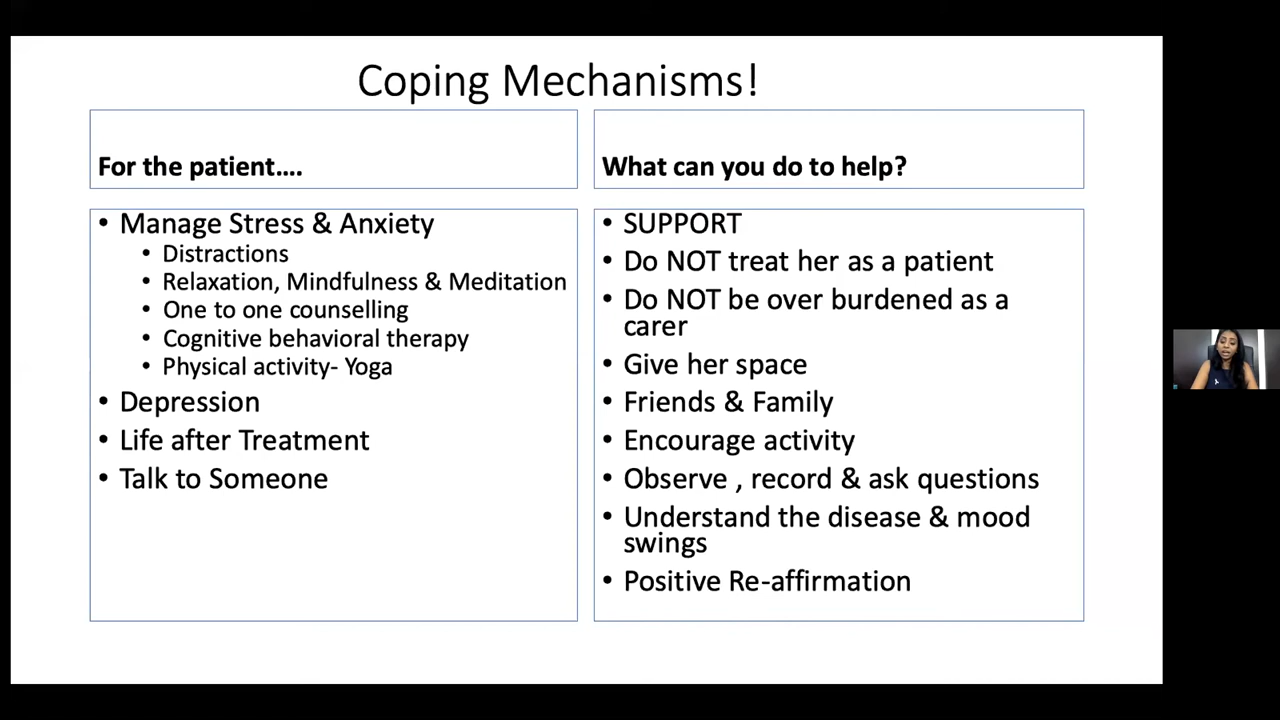 Coping Mechanisms!
For the patient....
• Manage Stress & Anxiety
• Distractions
• Relaxation, Mindfulness & Meditation
• One to one counselling
• Cognitive behavioral therapy
• Physical activity- Yoga
• Depression
• Life after Treatment
• Talk to Someone
What can you do to help?
• SUPPORT
• Do NOT treat her as a patient
• Do NOT be over burdened as a
carer
• Give her space
• Friends & Family
• Encourage activity
• Observe , record & ask questions
• Understand the disease & mood
swings
• Positive Re-affirmation